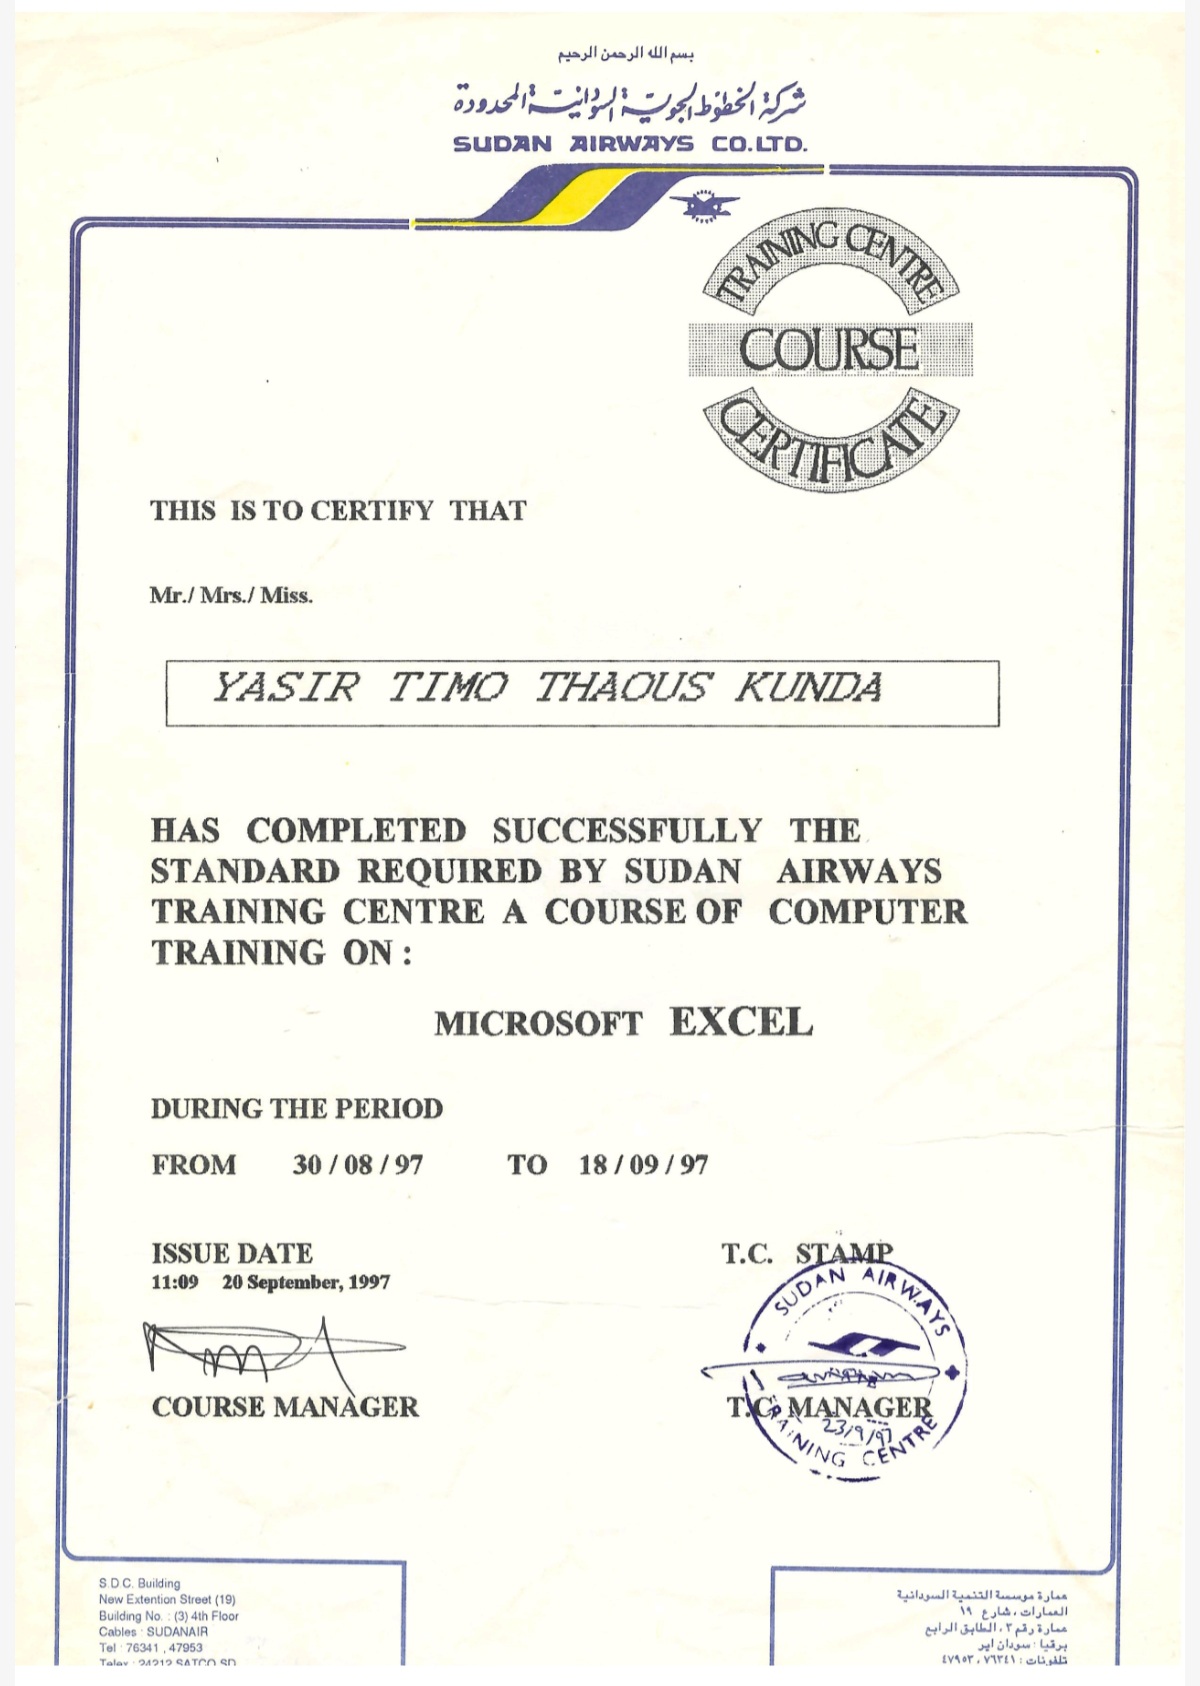 بسم الله الرحمن الرحيم
شركة الخطوط الجوية السودانية المحدودة
SUDAN AIRWAYS CO.LTD.
TRAINING CENTRE
COURSE
CERTIFICATE
THIS IS TO CERTIFY THAT
Mr./ Mrs./ Miss.
YASIR TIMO THAOUS KUNDA
HAS COMPLETED SUCCESSFULLY THE
STANDARD REQUIRED BY SUDAN AIRWAYS
TRAINING CENTRE A COURSE OF COMPUTER
TRAINING ON :
MICROSOFT EXCEL
DURING THE PERIOD
FROM 30 / 08 / 97 TO 18 / 09 / 97
ISSUE DATE
11:09 20 September, 1997
T.C. STAMP
SUDAN AIRWAYS
COURSE MANAGER
T.C MANAGER
23/9/97
TRAINING CENTRE
S.D.C. Building
New Extention Street (19)
Building No. : (3) 4th Floor
Cables : SUDANAIR
Tel : 76341 , 47953
Telex : 24212 SATCO SD
عمارة موسسة التنمية السودانية
العمارات ، شارع ١٩
عمارة رقم ٣ ، الطابق الرابع
برقيا : سودان اير
تلفونات : ٧٦٣٤١ ، ٤٧٩٥٣